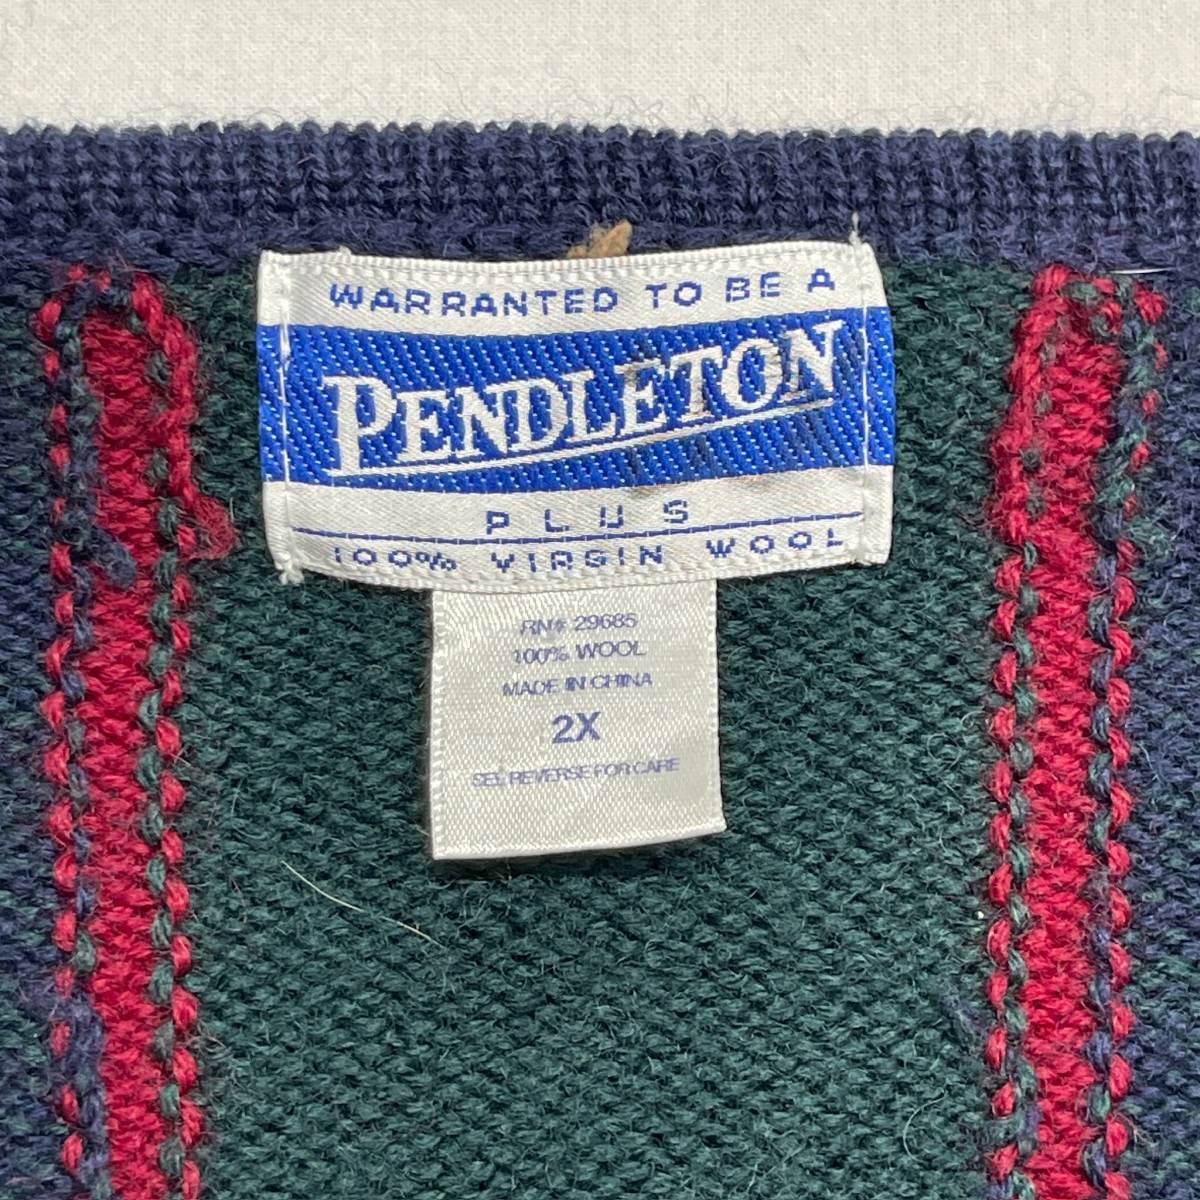 WARRANTED TO BE A
PENDLETON
PLUS
100% VIRGIN WOOL
RN# 29685
100% WOOL
MADE IN CHINA
2X
SEE REVERSE FOR CARE